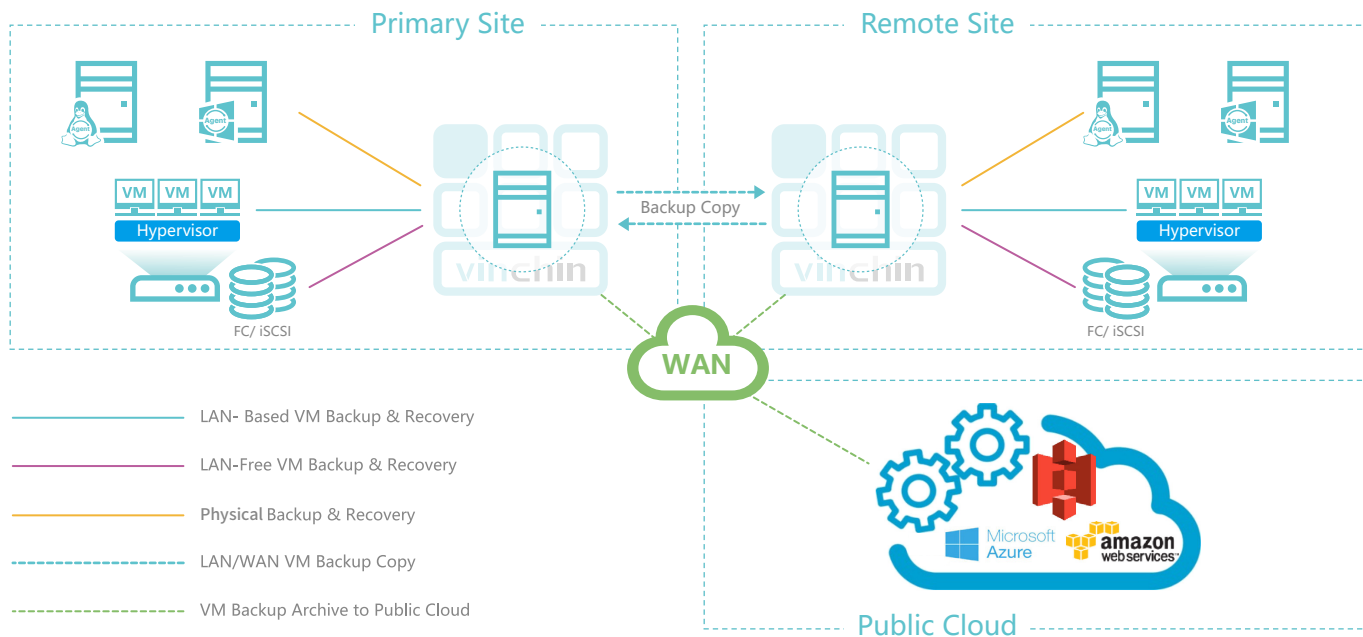 Primary Site
Remote Site
Agent
Agent
Agent
Agent
VM VM VM
Hypervisor
FC/ iSCSI
vinchin
Backup Copy
vinchin
VM VM VM
Hypervisor
FC/ iSCSI
WAN
LAN- Based VM Backup & Recovery
LAN-Free VM Backup & Recovery
Physical Backup & Recovery
LAN/WAN VM Backup Copy
VM Backup Archive to Public Cloud
Microsoft
Azure
amazon
webservices™
Public Cloud